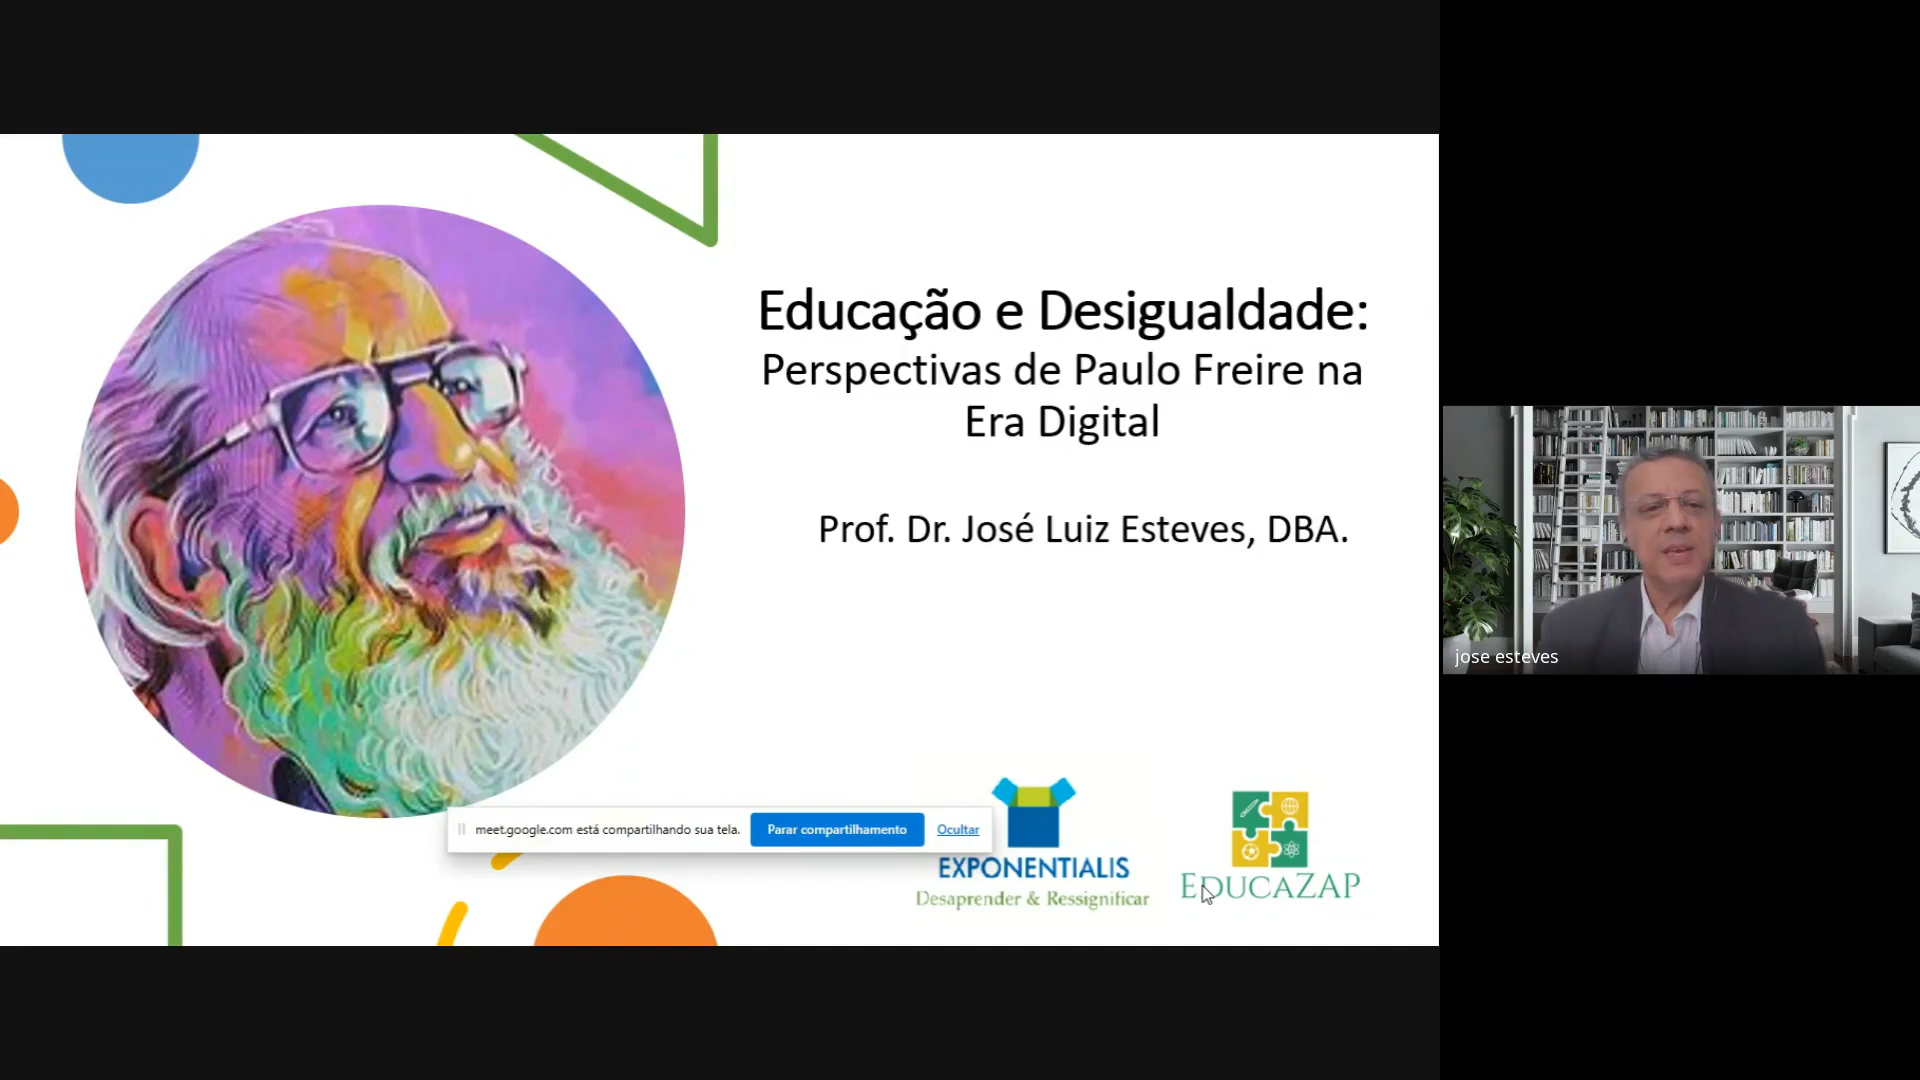 Educação e Desigualdade:
Perspectivas de Paulo Freire na
Era Digital
Prof. Dr. José Luiz Esteves, DBA.
jose esteves
meet.google.com está compartilhando sua tela.
Parar compartilhamento
Ocultar
EXPONENTIALIS
Desaprender & Ressignificar
EDUCAZAP